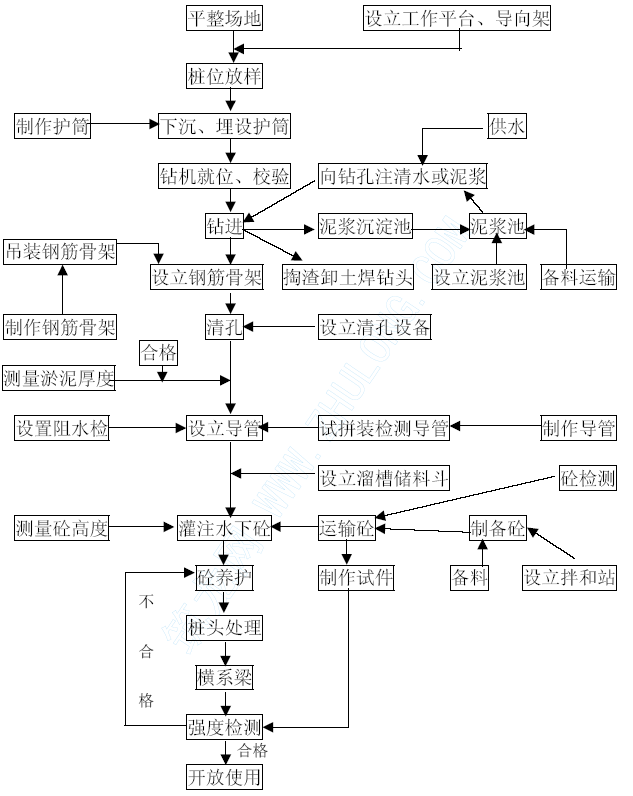 平整场地
设立工作平台、导向架
桩位放样
制作护筒
下沉、埋设护筒
供水
钻机就位、校验
向钻孔注清水或泥浆
钻进
泥浆沉淀池
泥浆池
吊装钢筋骨架
设立钢筋骨架
掏渣卸土焊钻头
设立泥浆池
备料运输
制作钢筋骨架
清孔
设立清孔设备
合格
测量淤泥厚度
设置阻水检
设立导管
试拼装检测导管
制作导管
设立溜槽储料斗
砼检测
测量砼高度
灌注水下砼
运输砼
制备砼
砼养护
制作试件
备料
设立拌和站
不合格
桩头处理
横系梁
强度检测
合格
开放使用
WWW.ZHULONG.COM